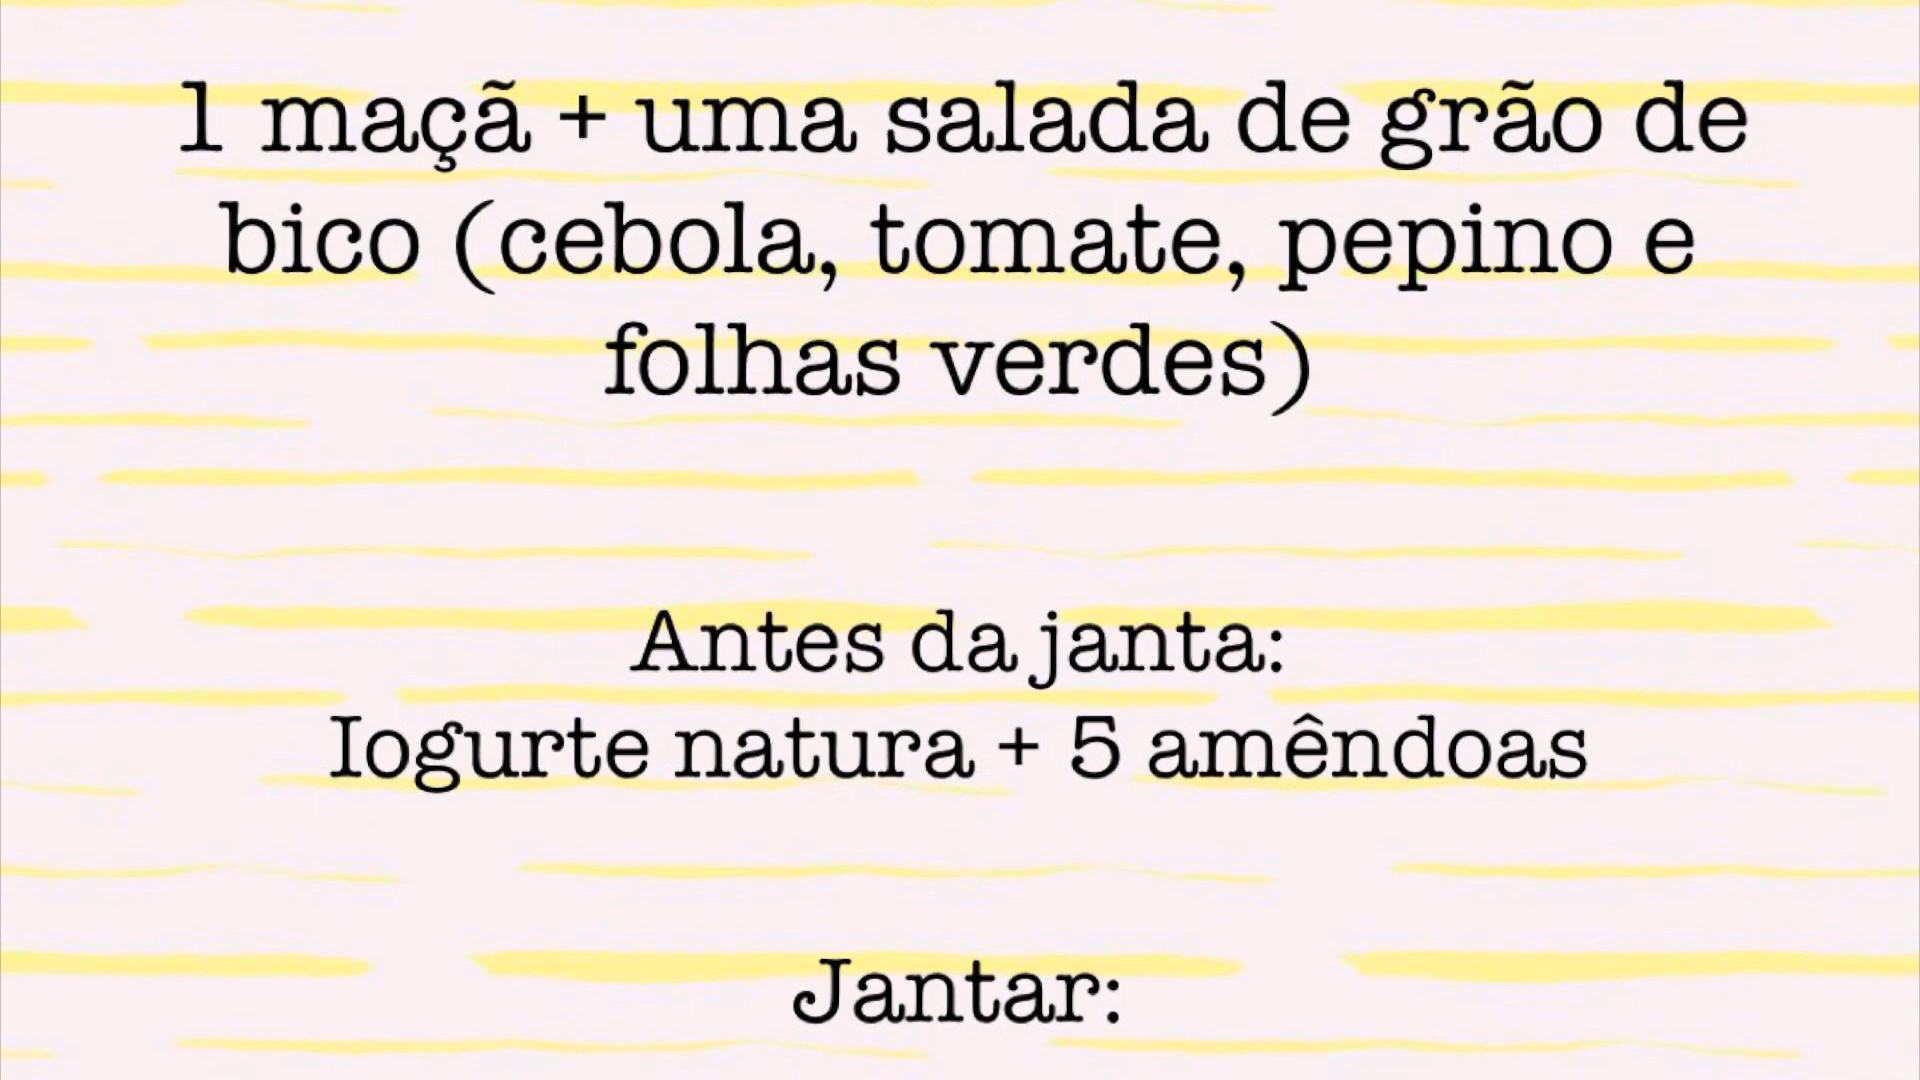 1 maçã + uma salada de grão de
bico (cebola, tomate, pepino e
folhas verdes)
Antes da janta:
Iogurte natura + 5 amêndoas
Jantar: